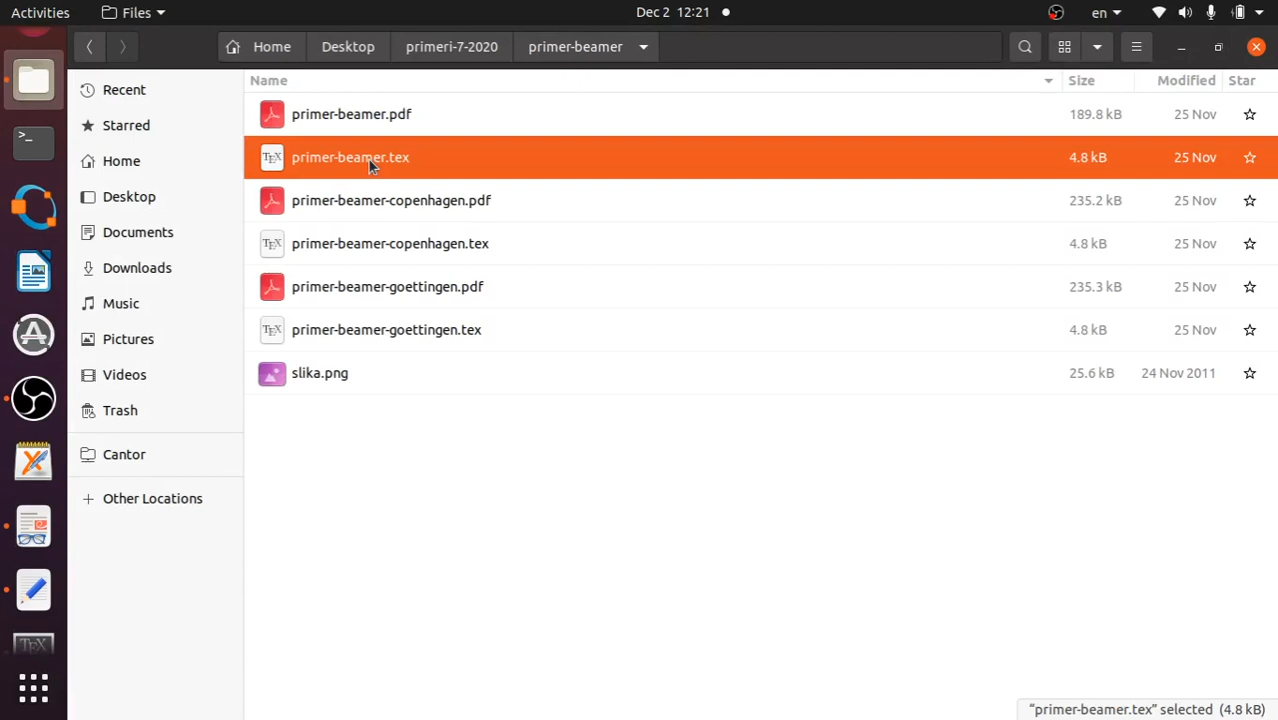 Activities Files Dec 2 12:21 en
Home Desktop primeri-7-2020 primer-beamer
Name Size Modified Star
Recent
Starred
Home
Desktop
Documents
Downloads
Music
Pictures
Videos
Trash
Cantor
+ Other Locations
primer-beamer.pdf 189.8 kB 25 Nov
primer-beamer.tex 4.8 kB 25 Nov
primer-beamer-copenhagen.pdf 235.2 kB 25 Nov
primer-beamer-copenhagen.tex 4.8 kB 25 Nov
primer-beamer-goettingen.pdf 235.3 kB 25 Nov
primer-beamer-goettingen.tex 4.8 kB 25 Nov
slika.png 25.6 kB 24 Nov 2011
TEX
TEX
TEX
TEX
"primer-beamer.tex" selected (4.8 kB)